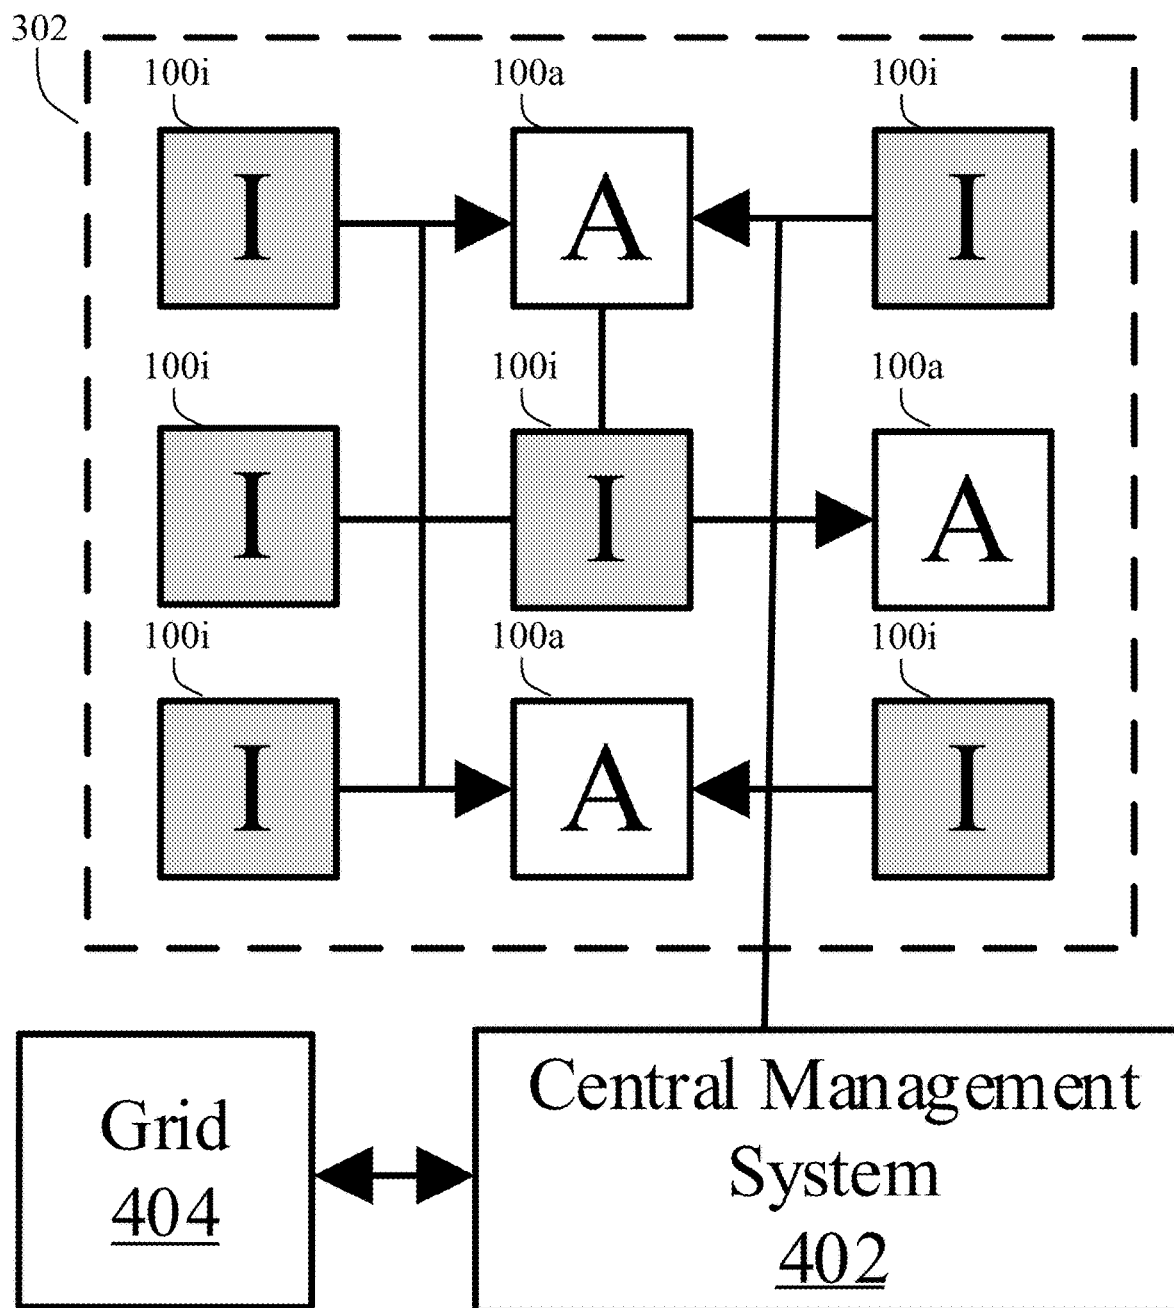 302
100i 100a 100i
I A I
100i 100i 100a
I I A
100i 100a 100i
I A I
Grid
404
Central Management
System
402